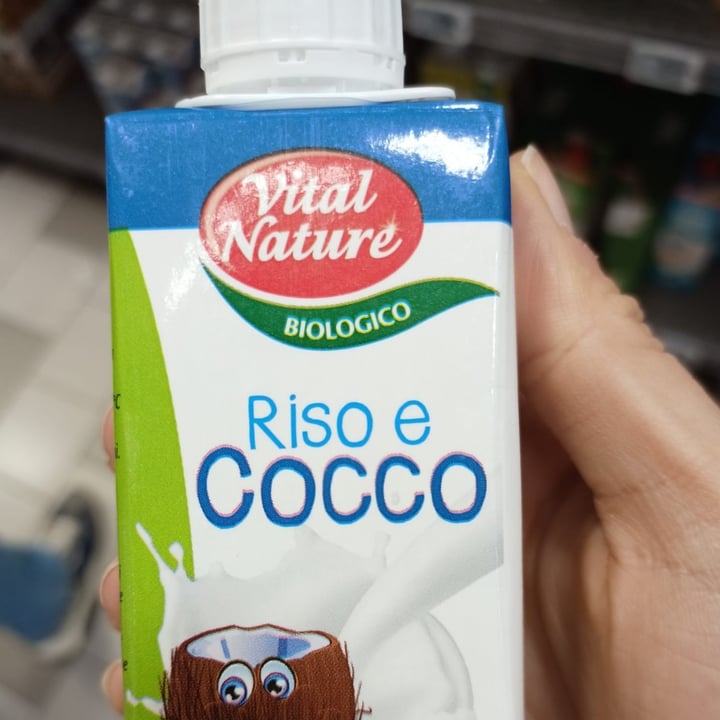 Vital
Nature
BIOLOGICO
Riso e
COCCO